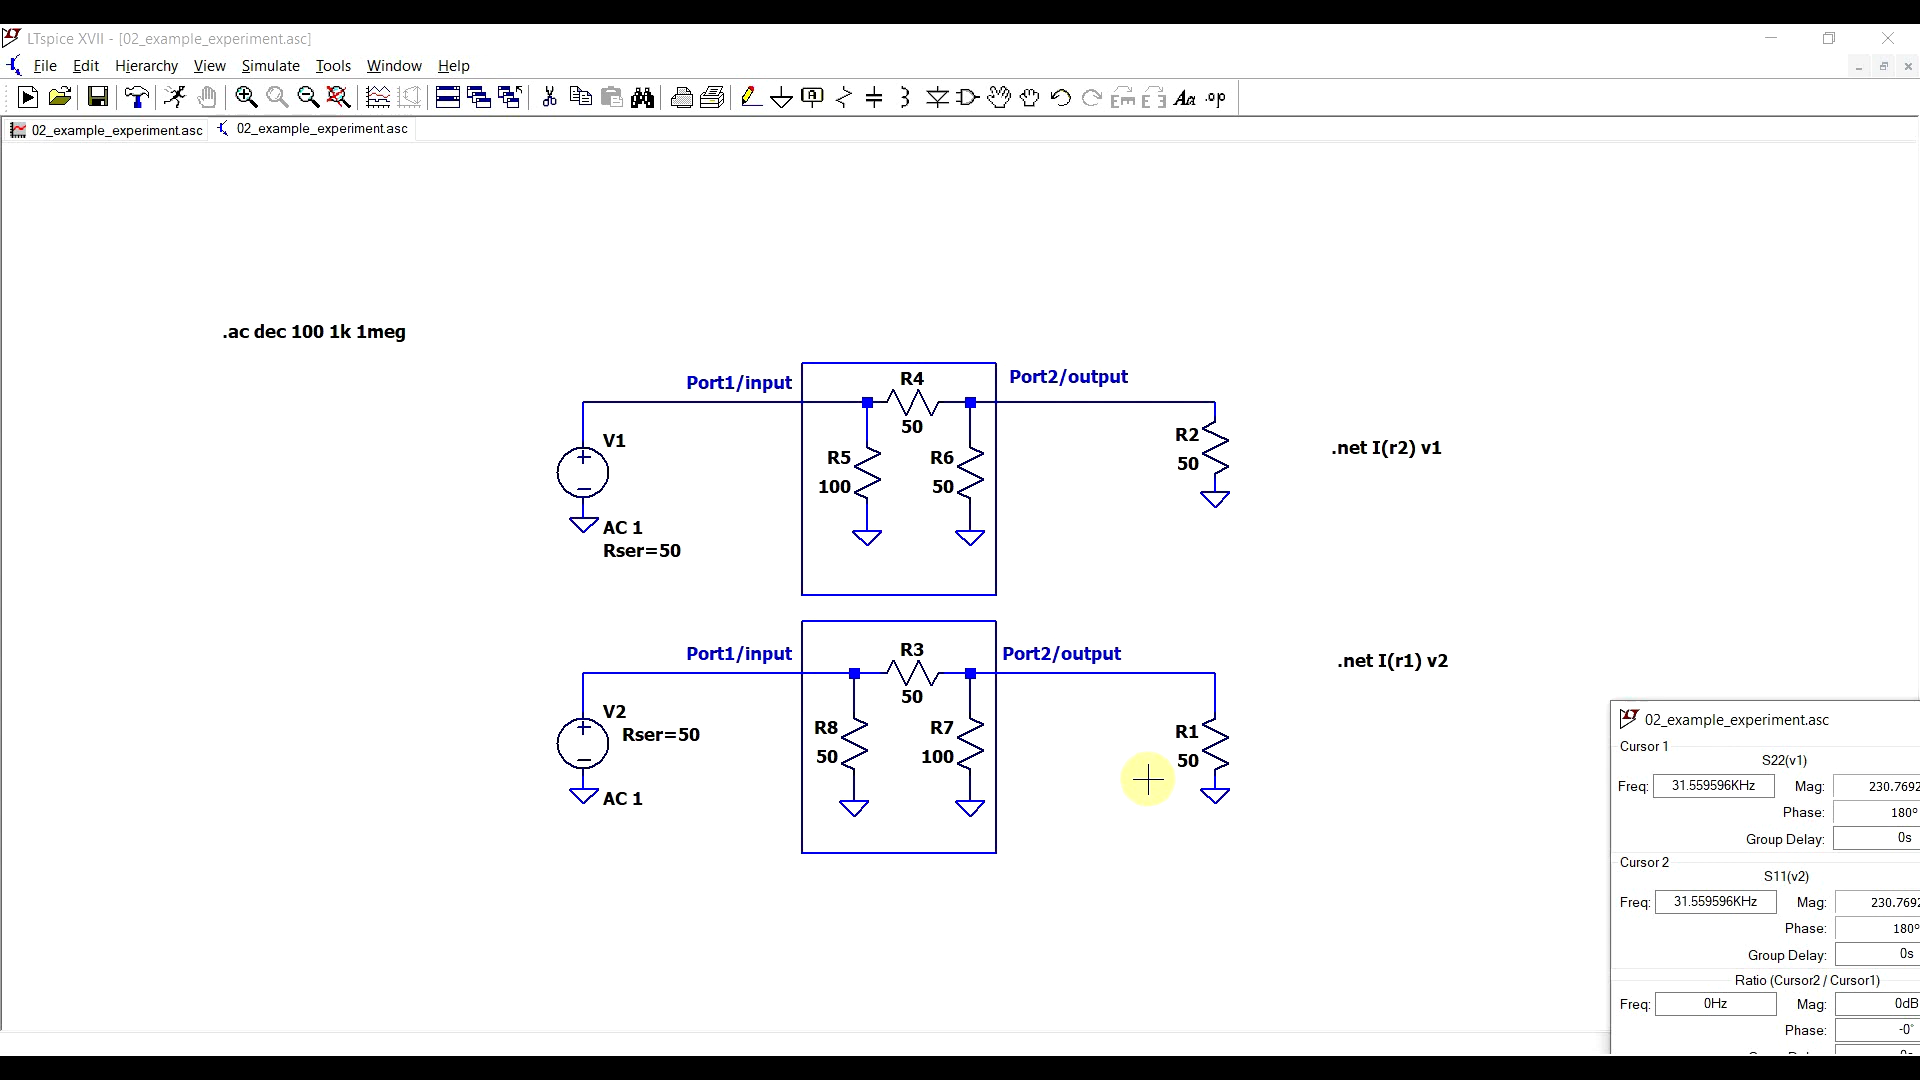 LTspice XVII - [02_example_experiment.asc]
File Edit Hierarchy View Simulate Tools Window Help
A Aa .op
02_example_experiment.asc 02_example_experiment.asc
.ac dec 100 1k 1meg
Port1/input
R4
50
Port2/output
V1
AC 1
Rser=50
R5
100
R6
50
R2
50
.net I(r2) v1
Port1/input
R3
50
Port2/output
V2
Rser=50
AC 1
R8
50
R7
100
R1
50
.net I(r1) v2
02_example_experiment.asc
Cursor 1
S22(v1)
Freq: 31.559596KHz Mag: 230.7692
Phase: 180º
Group Delay: 0s
Cursor 2
S11(v2)
Freq: 31.559596KHz Mag: 230.7692
Phase: 180º
Group Delay: 0s
Ratio (Cursor2 / Cursor1)
Freq: 0Hz Mag: 0dB
Phase: -0°